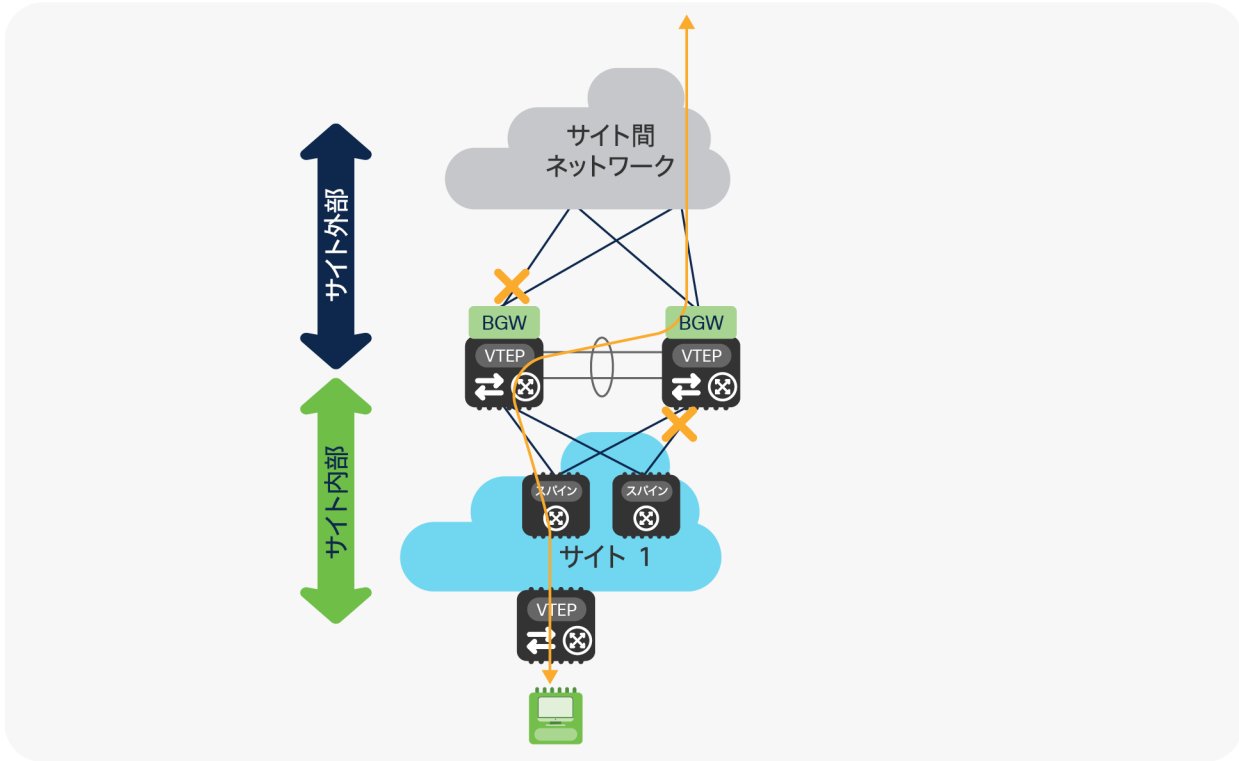 サイト間
ネットワーク
サイト外部
BGW
BGW
VTEP
VTEP
サイト内部
スパイン
スパイン
サイト 1
VTEP